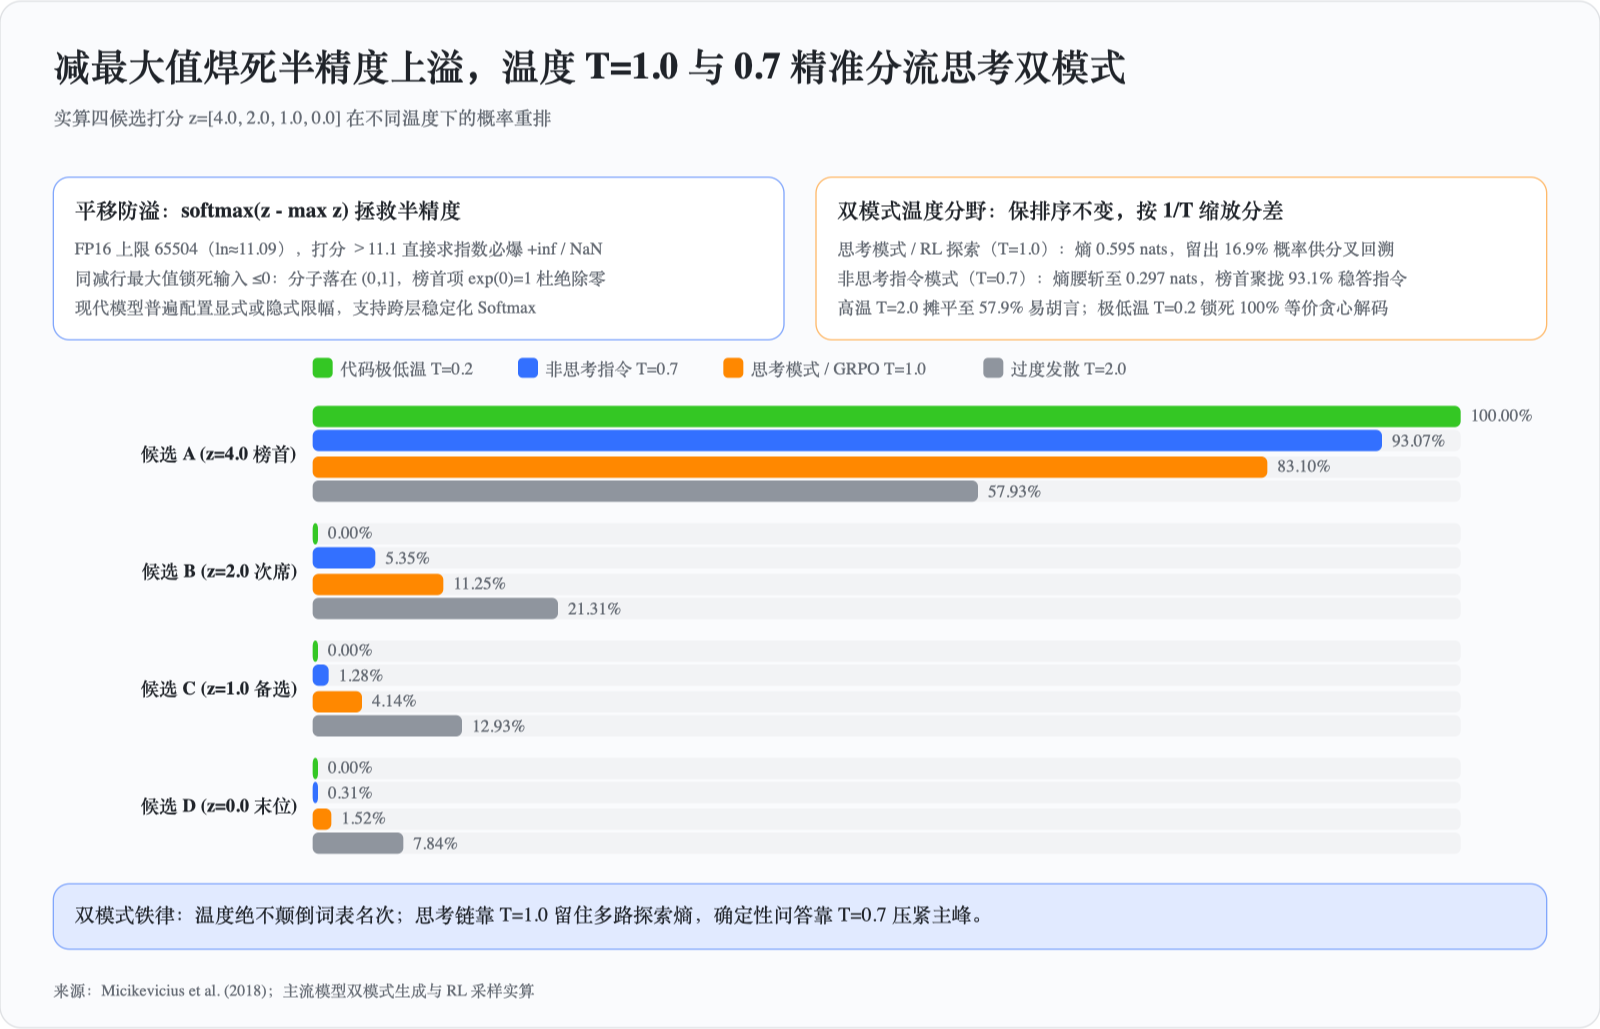 减最大值焊死半精度上溢，温度 T=1.0 与 0.7 精准分流思考双模式
实算四候选打分 z=[4.0, 2.0, 1.0, 0.0] 在不同温度下的概率重排
平移防溢：softmax(z - max z) 拯救半精度
FP16 上限 65504（ln≈11.09），打分 >11.1 直接求指数必爆 +inf / NaN
同减行最大值锁死输入 ≤0：分子落在 (0,1]，榜首项 exp(0)=1 杜绝除零
现代模型普遍配置显式或隐式限幅，支持跨层稳定化 Softmax
双模式温度分野：保排序不变，按 1/T 缩放分差
思考模式 / RL 探索（T=1.0）：熵 0.595 nats，留出 16.9% 概率供分叉回溯
非思考指令模式（T=0.7）：熵腰斩至 0.297 nats，榜首聚拢 93.1% 稳答指令
高温 T=2.0 摊平至 57.9% 易胡言；极低温 T=0.2 锁死 100% 等价贪心解码
代码极低温 T=0.2
非思考指令 T=0.7
思考模式 / GRPO T=1.0
过度发散 T=2.0
候选 A (z=4.0 榜首)
100.00%
93.07%
83.10%
57.93%
候选 B (z=2.0 次席)
0.00%
5.35%
11.25%
21.31%
候选 C (z=1.0 备选)
0.00%
1.28%
4.14%
12.93%
候选 D (z=0.0 末位)
0.00%
0.31%
1.52%
7.84%
双模式铁律：温度绝不颠倒词表名次；思考链靠 T=1.0 留住多路探索熵，确定性问答靠 T=0.7 压紧主峰。
来源：Micikevicius et al. (2018)；主流模型双模式生成与 RL 采样实算